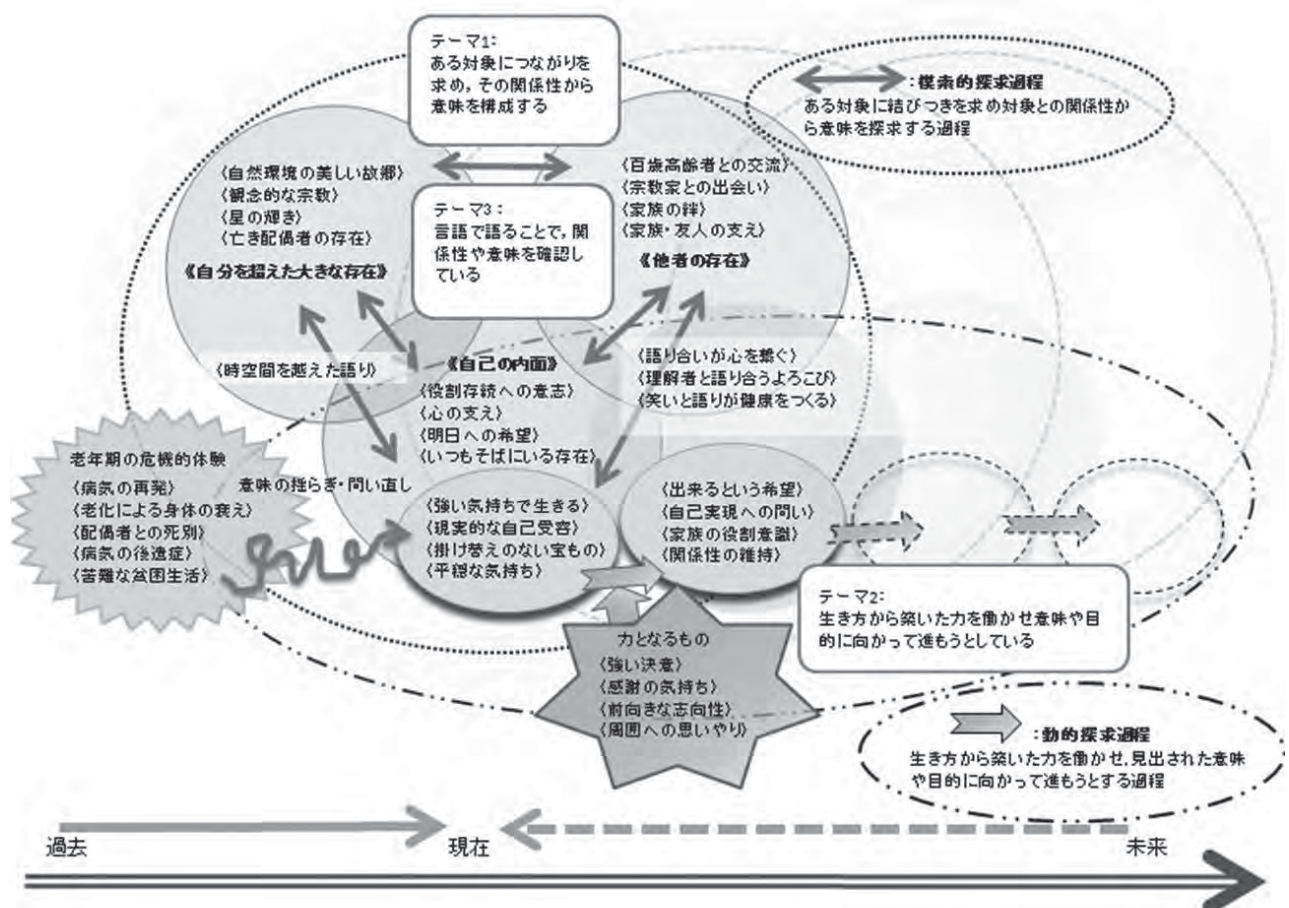 テーマ1:
ある対象につながりを
求め，その関係性から
意味を構成する
:模索的探求過程
ある対象に結びつきを求め対象との関係性か
ら意味を探求する過程
〈自然環境の美しい故郷〉
〈観念的な宗教〉
〈星の輝き〉
〈亡き配偶者の存在〉
《自分を超えた大きな存在》
〈百歳高齢者との交流〉
〈宗教家との出会い〉
〈家族の絆〉
〈家族・友人の支え〉
《他者の存在》
テーマ3：
言語で語ることで，関
係性や意味を確認し
ている
〈時空間を越えた語り〉
《自己の内面》
〈役割存続への意志〉
〈心の支え〉
〈明日への希望〉
〈いつもそばにいる存在〉
〈語り合いが心を繋ぐ〉
〈理解者と語り合うよろこび〉
〈笑いと語りが健康をつくる〉
老年期の危機的体験
〈病気の再発〉
〈老化による身体の衰え〉
〈配偶者との死別〉
〈病気の後遺症〉
〈苦難な貧困生活〉
意味の揺らぎ・問い直し
〈強い気持ちで生きる〉
〈現実的な自己受容〉
〈掛け替えのない宝もの〉
〈平穏な気持ち〉
〈出来るという希望〉
〈自己実現への問い〉
〈家族の役割意識〉
〈関係性の維持〉
テーマ2:
生き方から築いた力を働かせ意味や目
的に向かって進もうとしている
力となるもの
〈強い決意〉
〈感謝の気持ち〉
〈前向きな志向性〉
〈周囲への思いやり〉
:動的探求過程
生き方から築いた力を働かせ,見出された意味
や目的に向かって進もうとする過程
過去
現在
未来